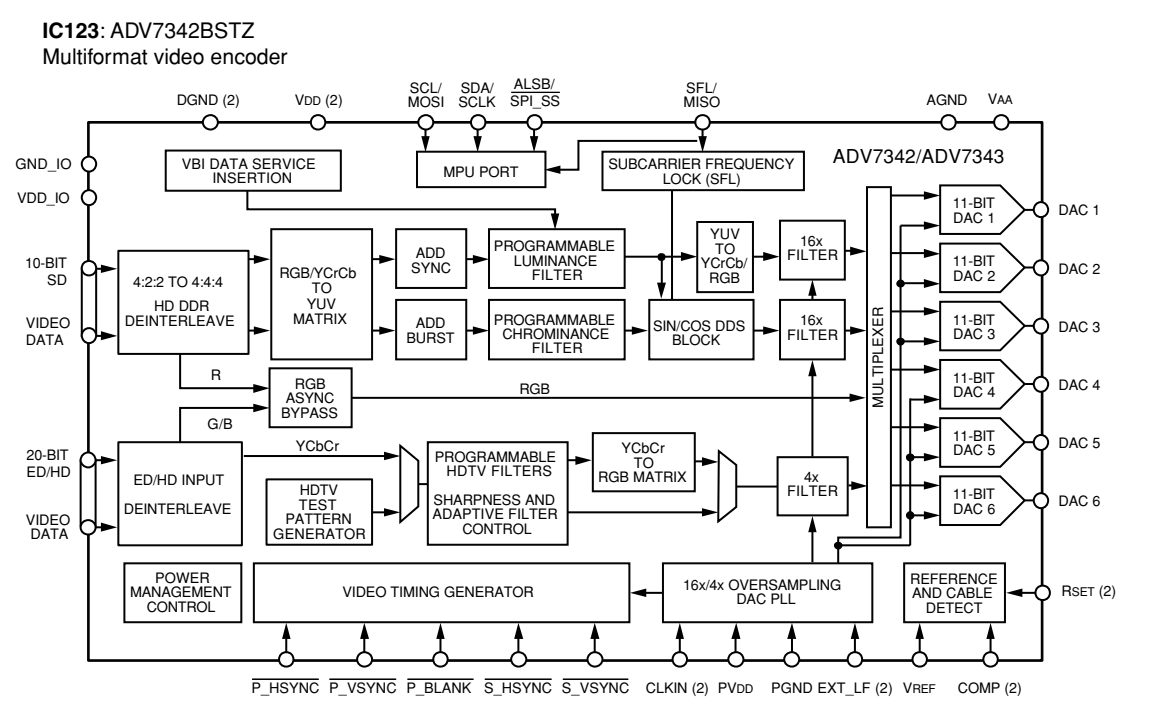 IC123: ADV7342BSTZ
Multiformat video encoder
DGND (2)
VDD (2)
SCL/
MOSI
SDA/
SCLK
ALSB/
SPI_SS
SFL/
MISO
AGND
VAA
GND_IO
VDD_IO
VBI DATA SERVICE
INSERTION
MPU PORT
SUBCARRIER FREQUENCY
LOCK (SFL)
ADV7342/ADV7343
10-BIT
SD
VIDEO
DATA
4:2:2 TO 4:4:4
HD DDR
DEINTERLEAVE
RGB/YCrCb
TO
YUV
MATRIX
ADD
SYNC
PROGRAMMABLE
LUMINANCE
FILTER
YUV
TO
YCrCb/
RGB
16x
FILTER
ADD
BURST
PROGRAMMABLE
CHROMINANCE
FILTER
SIN/COS DDS
BLOCK
16x
FILTER
MULTIPLEXER
11-BIT
DAC 1
DAC 1
11-BIT
DAC 2
DAC 2
11-BIT
DAC 3
DAC 3
11-BIT
DAC 4
DAC 4
11-BIT
DAC 5
DAC 5
11-BIT
DAC 6
DAC 6
R
G/B
RGB
ASYNC
BYPASS
RGB
20-BIT
ED/HD
VIDEO
DATA
ED/HD INPUT
DEINTERLEAVE
YCbCr
HDTV
TEST
PATTERN
GENERATOR
PROGRAMMABLE
HDTV FILTERS
SHARPNESS AND
ADAPTIVE FILTER
CONTROL
YCbCr
TO
RGB MATRIX
4x
FILTER
POWER
MANAGEMENT
CONTROL
VIDEO TIMING GENERATOR
16x/4x OVERSAMPLING
DAC PLL
REFERENCE
AND CABLE
DETECT
RSET (2)
P_HSYNC
P_VSYNC
P_BLANK
S_HSYNC
S_VSYNC
CLKIN (2)
PVDD
PGND
EXT_LF (2)
VREF
COMP (2)